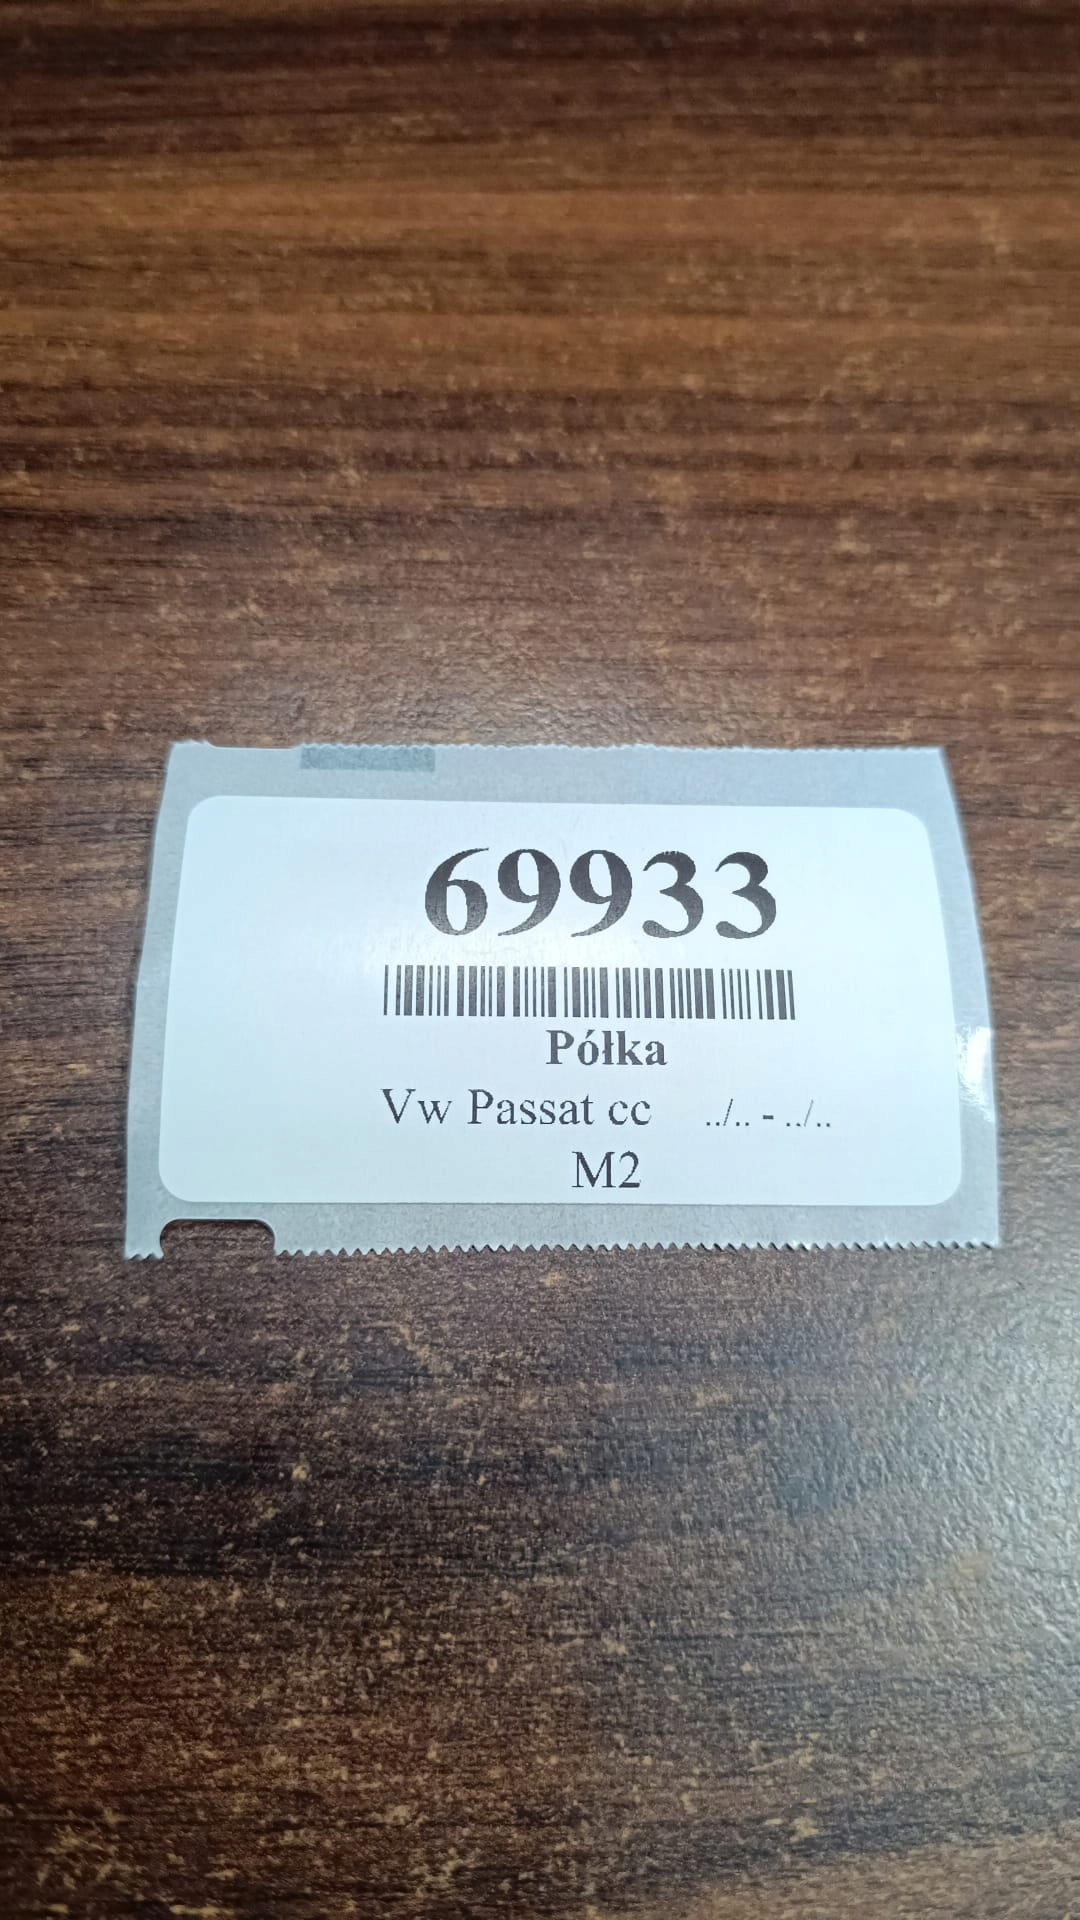 69933
Półka
Vw Passat cc ../.. - ../..
M2